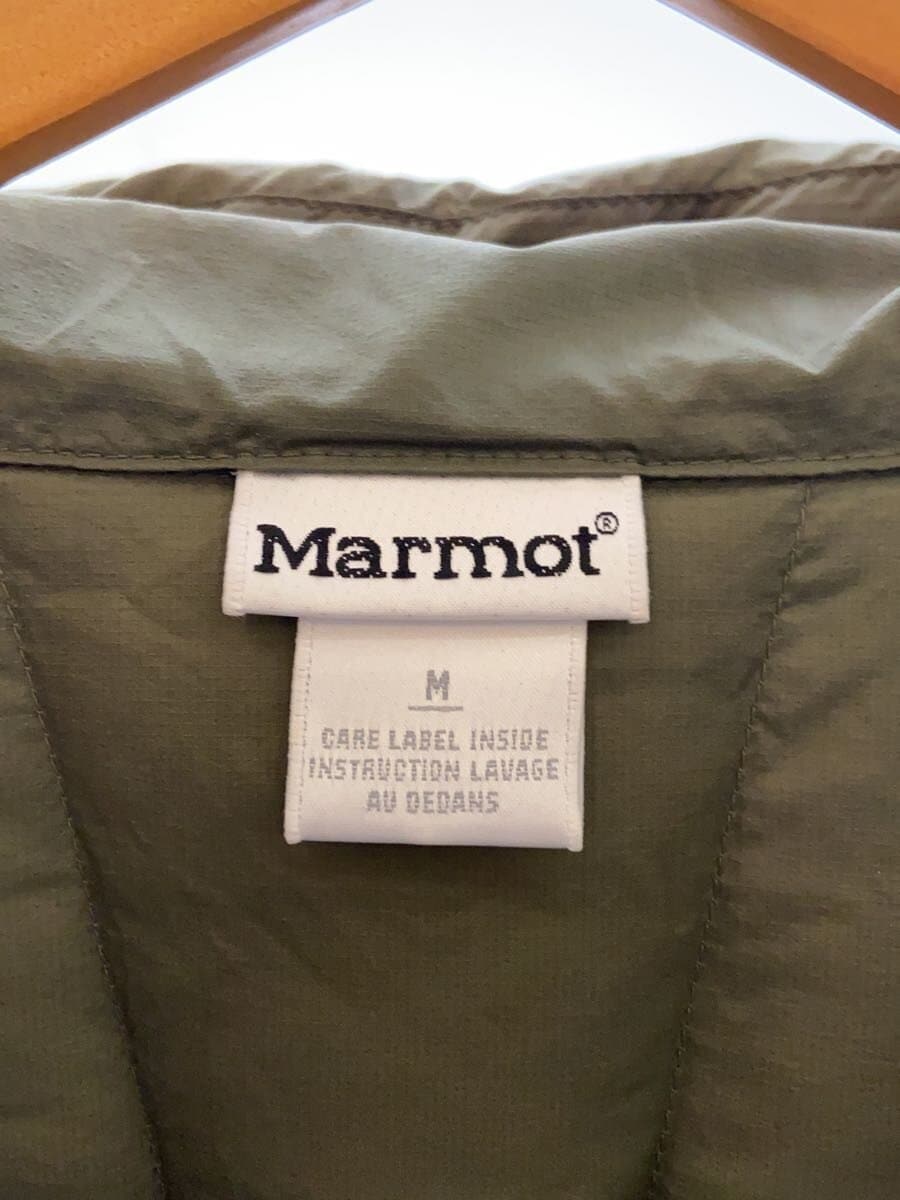 Marmot®
M
CARE LABEL INSIDE
INSTRUCTION LAVAGE
AU DEDANS